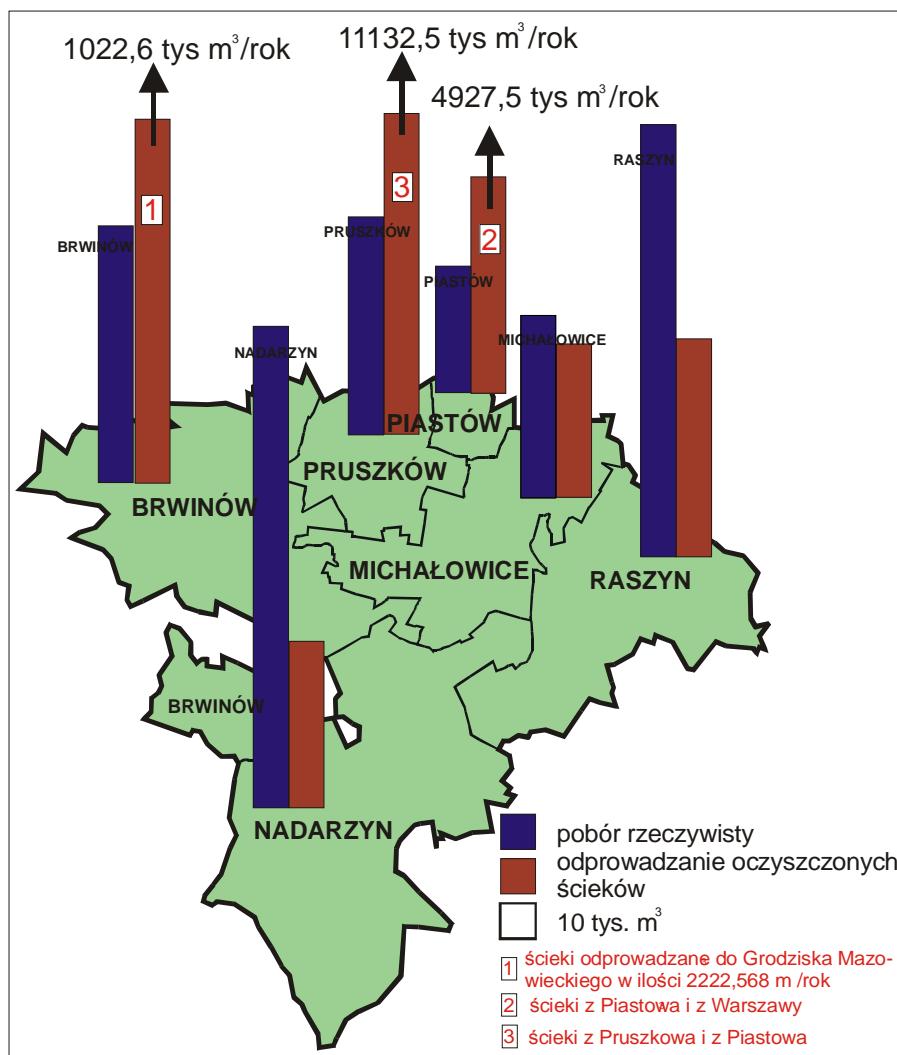 1022,6 tys m³/rok
11132,5 tys m³/rok
4927,5 tys m³/rok
RASZYN
1
3
2
PRUSZKÓW
BRWINÓW
PIASTÓW
NADARZYN
MICHAŁOWICE
PIASTÓW
PRUSZKÓW
BRWINÓW
MICHAŁOWICE
RASZYN
BRWINÓW
NADARZYN
pobór rzeczywisty
odprowadzanie oczyszczonych
ścieków
10 tys. m³
1 ścieki odprowadzane do Grodziska Mazo-
wieckiego w ilości 2222,568 m /rok
2 ścieki z Piastowa i z Warszawy
3 ścieki z Pruszkowa i z Piastowa